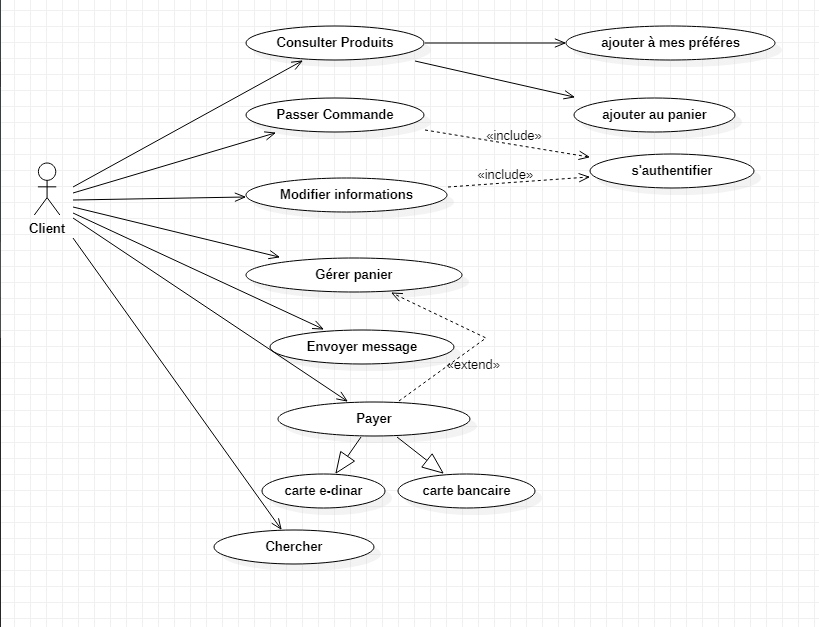 Consulter Produits
ajouter à mes préféres
Passer Commande
ajouter au panier
«include»
s'authentifier
«include»
Modifier informations
Client
Gérer panier
Envoyer message
«extend»
Payer
carte e-dinar
carte bancaire
Chercher